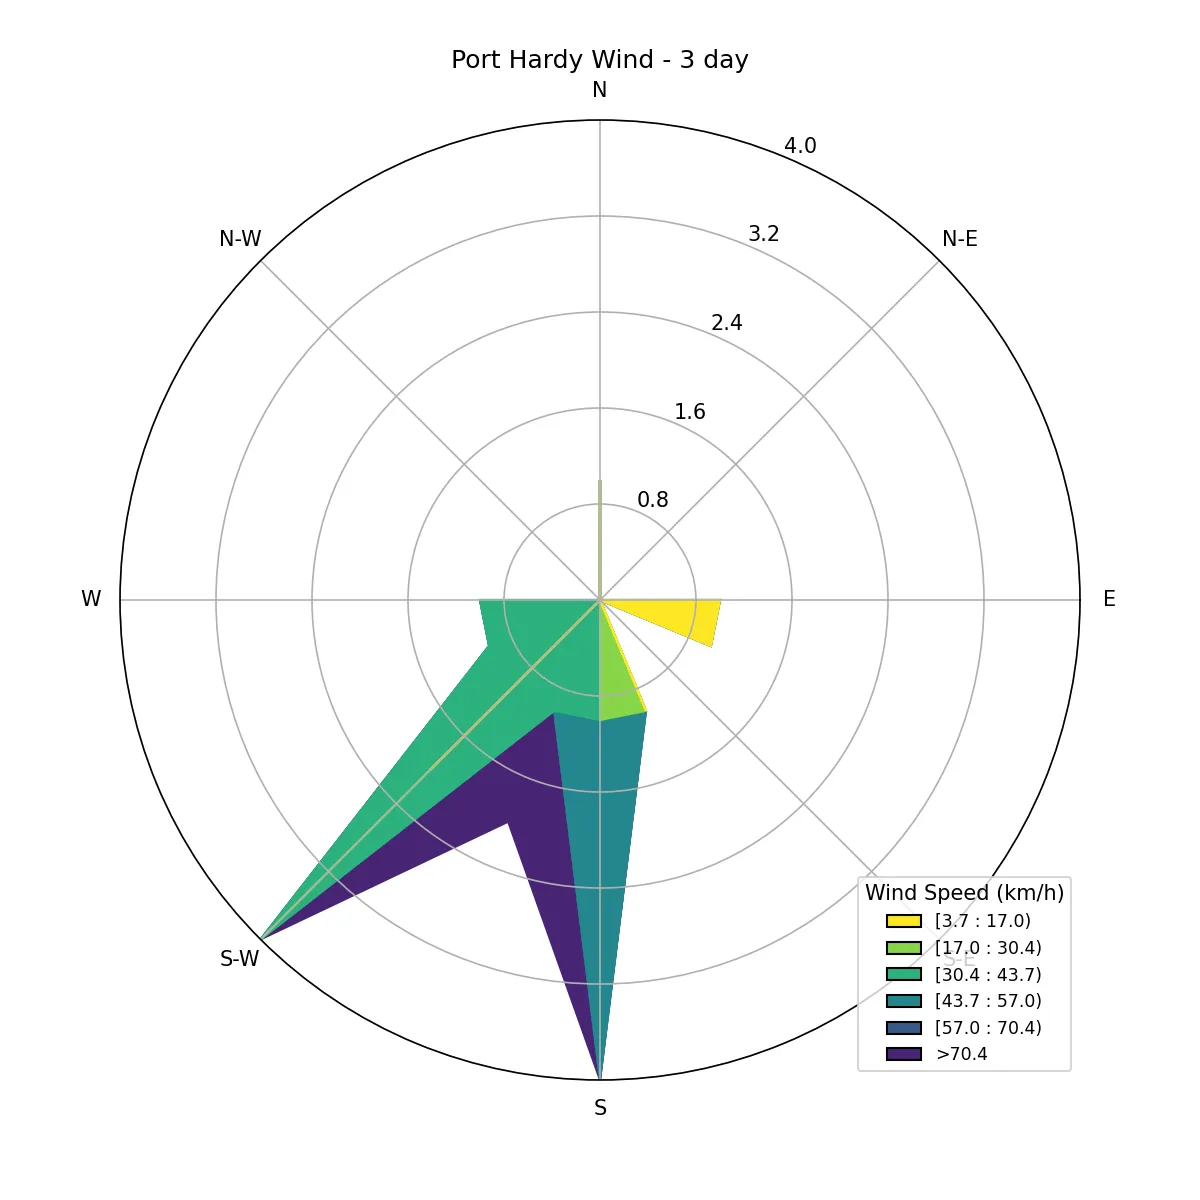 Port Hardy Wind - 3 day
N
4.0
N-W
3.2
N-E
2.4
1.6
0.8
W
E
Wind Speed (km/h)
[3.7 : 17.0)
[17.0 : 30.4)
S-W
S-E
[30.4 : 43.7)
[43.7 : 57.0)
[57.0 : 70.4)
>70.4
S